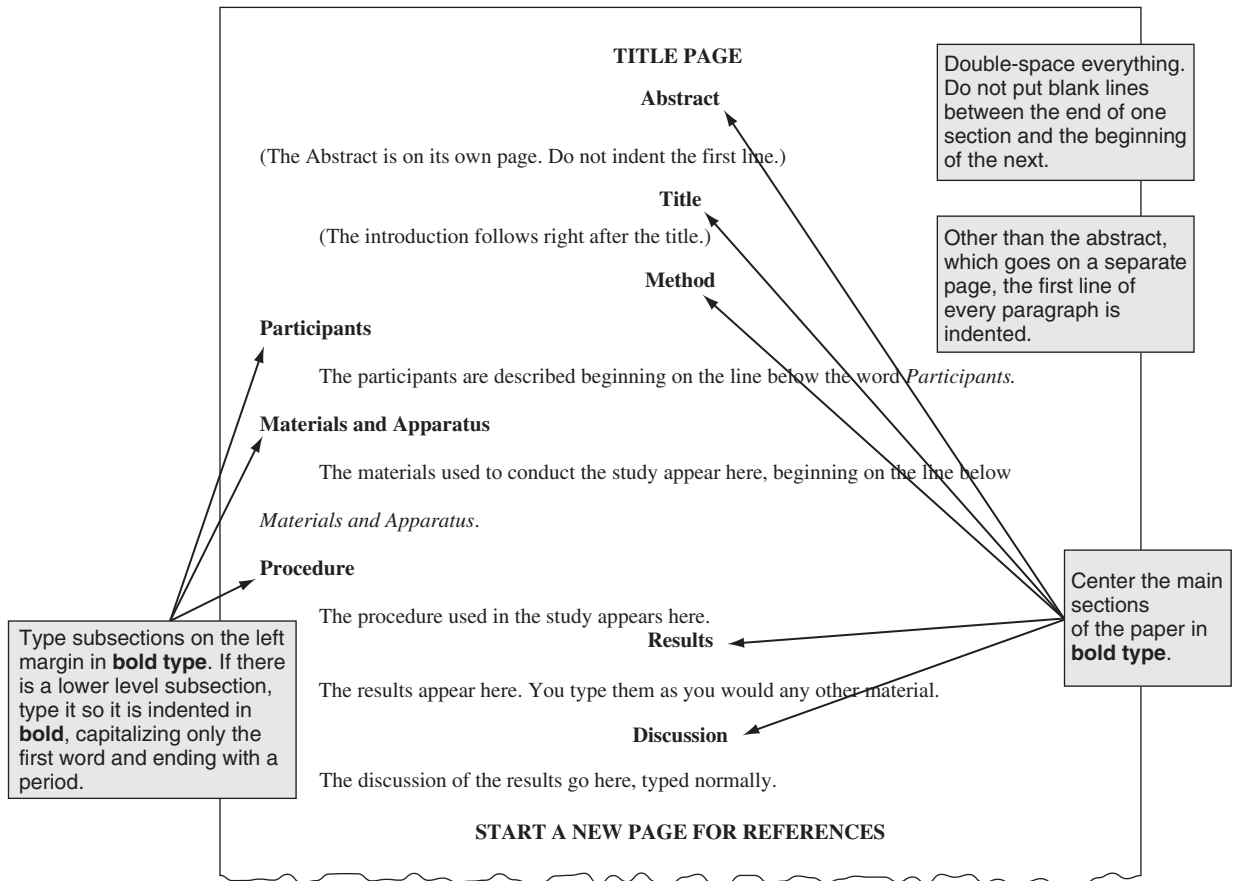 TITLE PAGE
Abstract
(The Abstract is on its own page. Do not indent the first line.)
Title
(The introduction follows right after the title.)
Method
Participants
The participants are described beginning on the line below the word Participants.
Materials and Apparatus
The materials used to conduct the study appear here, beginning on the line below
Materials and Apparatus.
Procedure
The procedure used in the study appears here.
Results
The results appear here. You type them as you would any other material.
Discussion
The discussion of the results go here, typed normally.
START A NEW PAGE FOR REFERENCES
Double-space everything.
Do not put blank lines
between the end of one
section and the beginning
of the next.
Other than the abstract,
which goes on a separate
page, the first line of
every paragraph is
indented.
Center the main
sections
of the paper in
bold type.
Type subsections on the left
margin in bold type. If there
is a lower level subsection,
type it so it is indented in
bold, capitalizing only the
first word and ending with a
period.